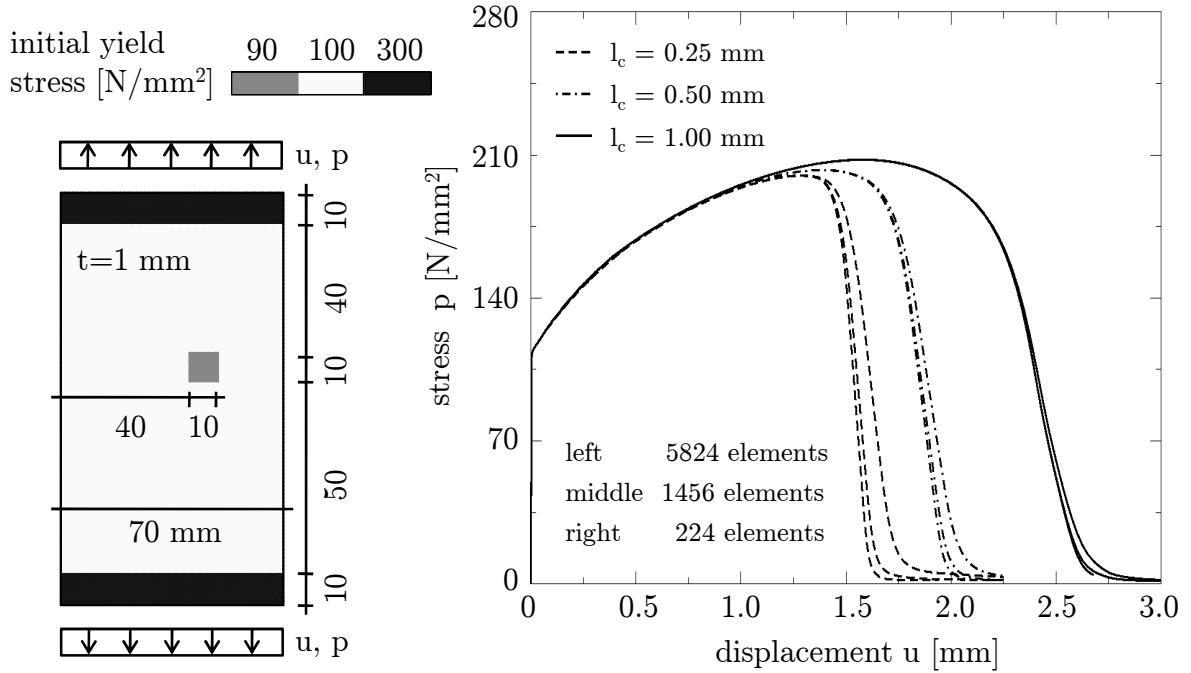 initial yield
stress [N/mm²]
90 100 300
u, p
10
t=1 mm
40
10
40 10
50
70 mm
10
u, p
280
210
140
70
0
stress p [N/mm²]
l_c = 0.25 mm
l_c = 0.50 mm
l_c = 1.00 mm
left 5824 elements
middle 1456 elements
right 224 elements
0 0.5 1.0 1.5 2.0 2.5 3.0
displacement u [mm]